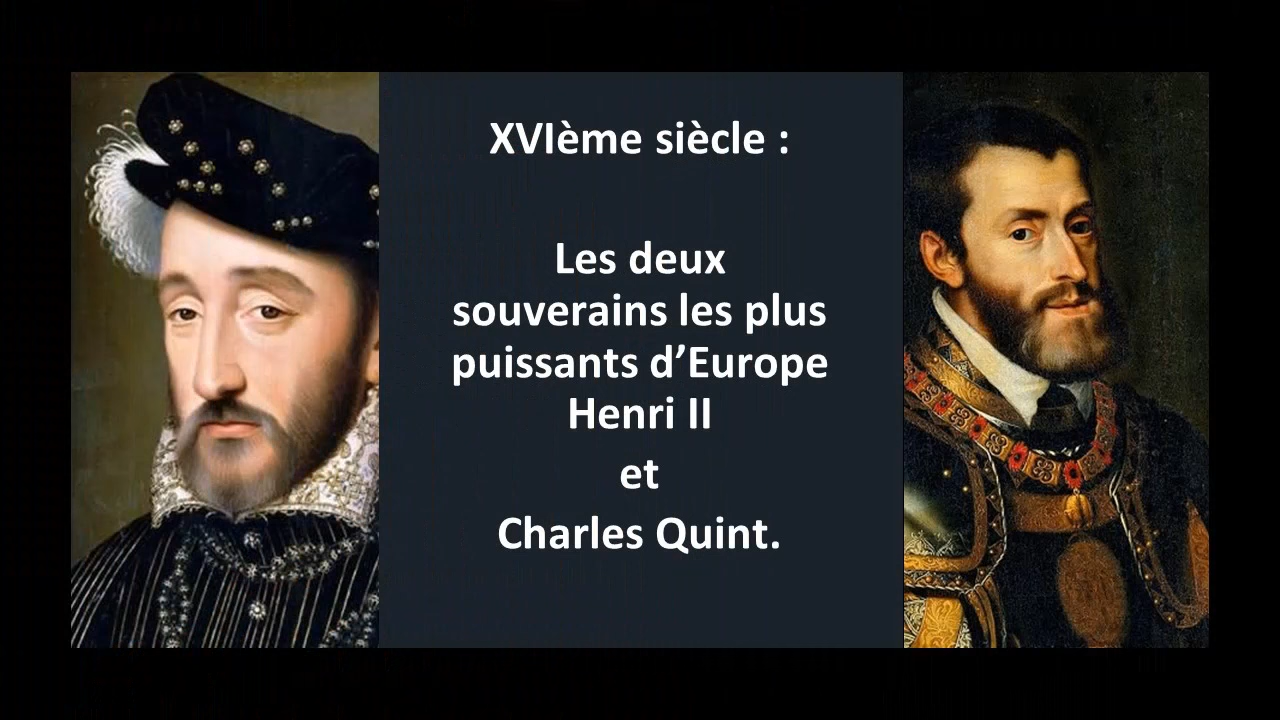 XVIème siècle :
Les deux
souverains les plus
puissants d’Europe
Henri II
et
Charles Quint.